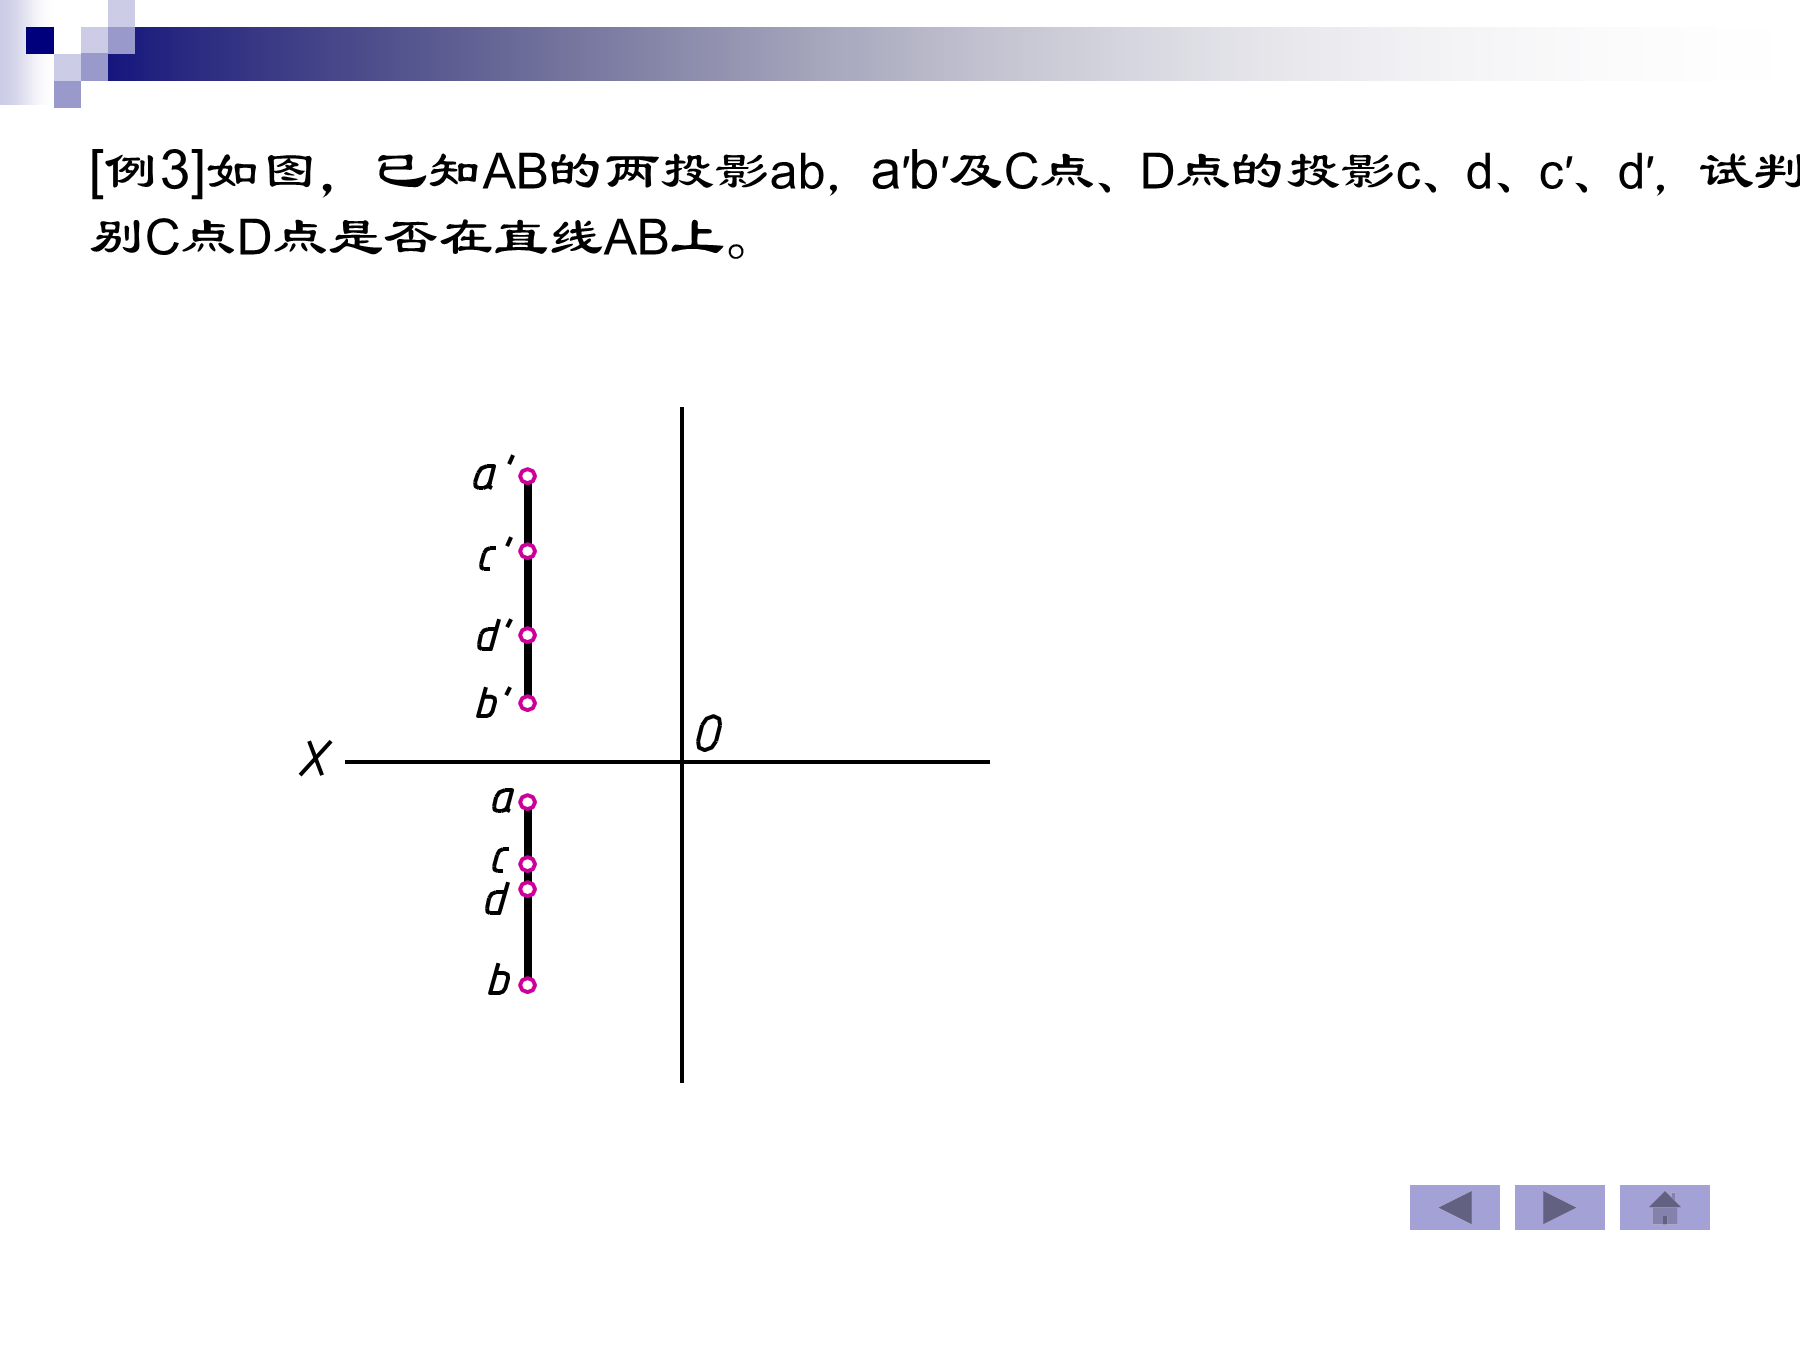 [例3]如图，已知AB的两投影ab，a′b′及C点、D点的投影c、d、c′、d′，试判
别C点D点是否在直线AB上。
a′
c′
d′
b′
O
X
a
c
d
b